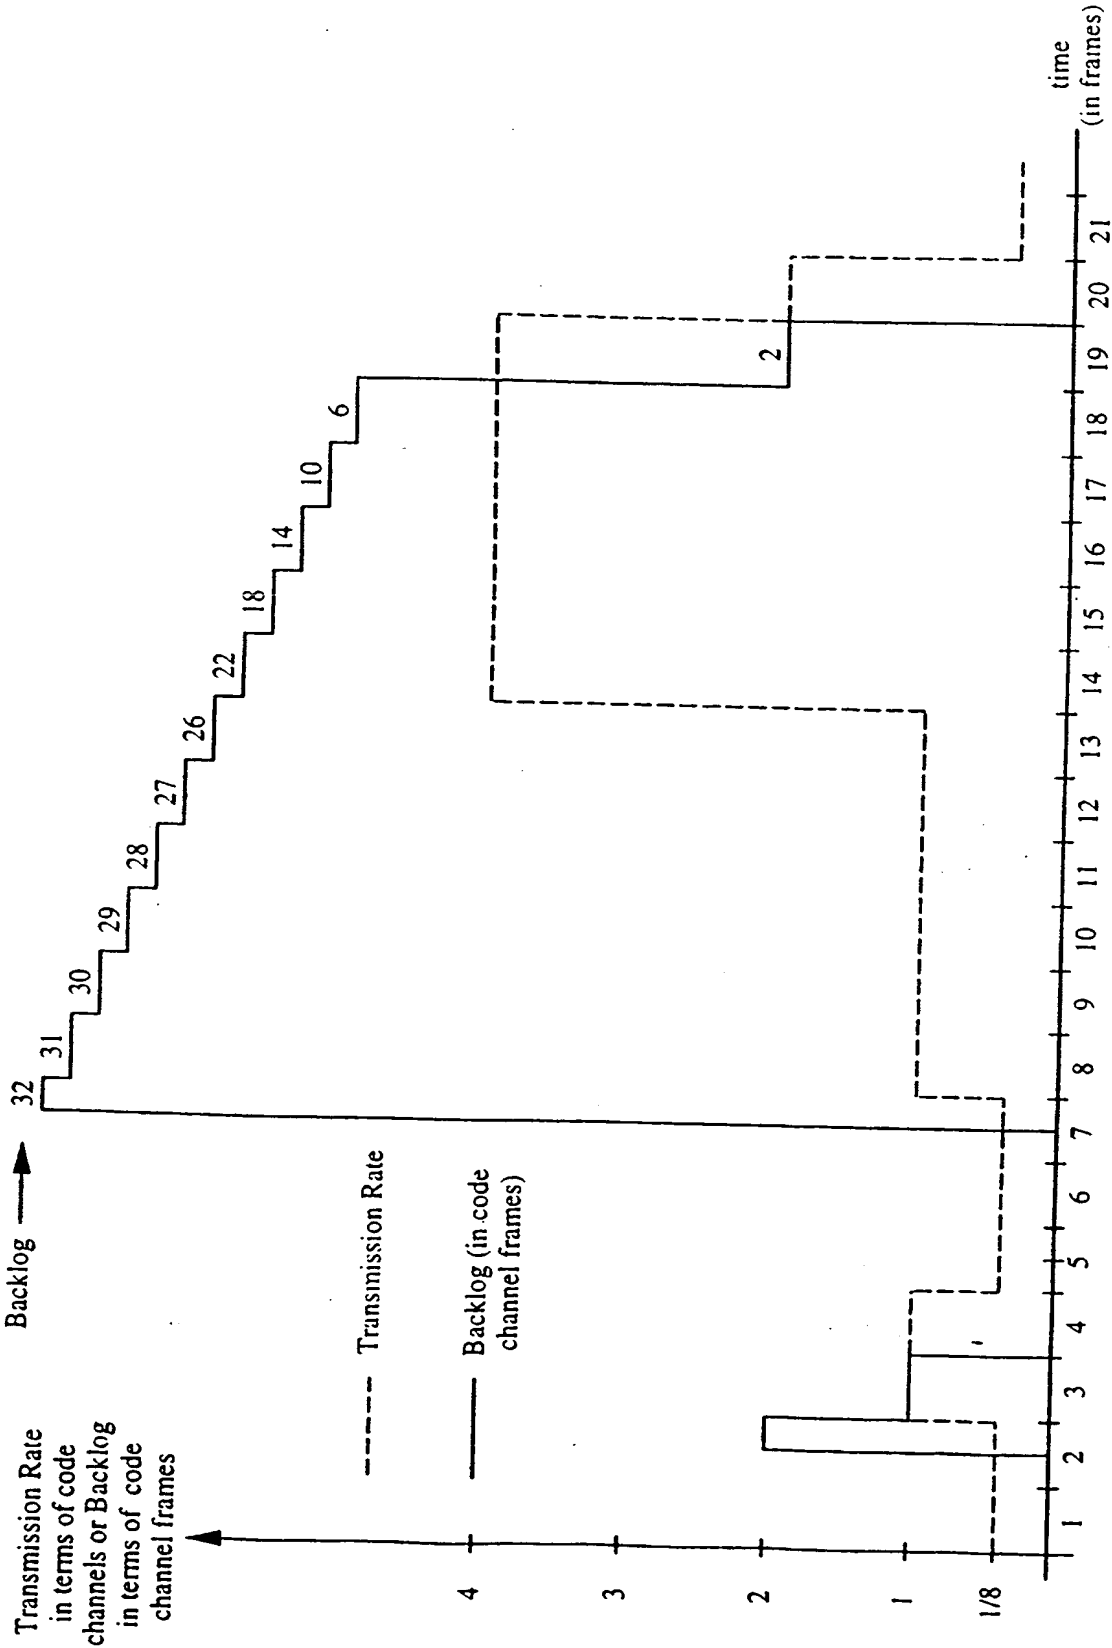 Transmission Rate
in terms of code
channels or Backlog
in terms of code
channel frames
Backlog
Transmission Rate
Backlog (in code
channel frames)
32
31
30
29
28
27
26
22
18
14
10
6
2
4
3
2
1
1/8
1 2 3 4 5 6 7 8 9 10 11 12 13 14 15 16 17 18 19 20 21
time
(in frames)